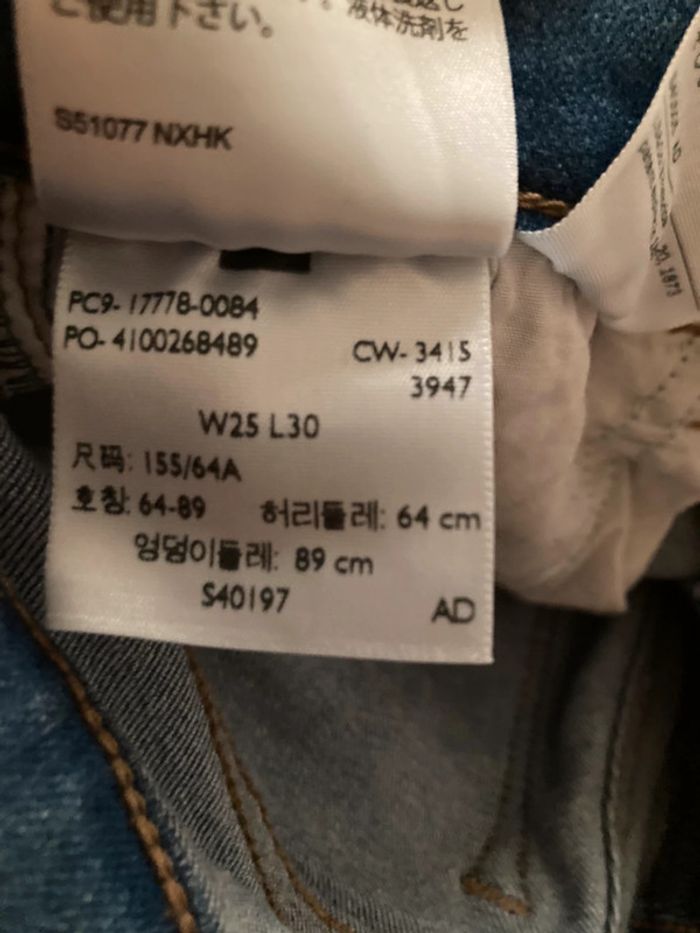 ご使用下さい。液体洗剤を
S51077 NXHK
PC9- 17778-0084
PO- 4100268489
CW- 3415
3947
W25 L30
尺码: 155/64A
호칭: 64-89 허리둘레: 64 cm
엉덩이둘레: 89 cm
S40197
AD